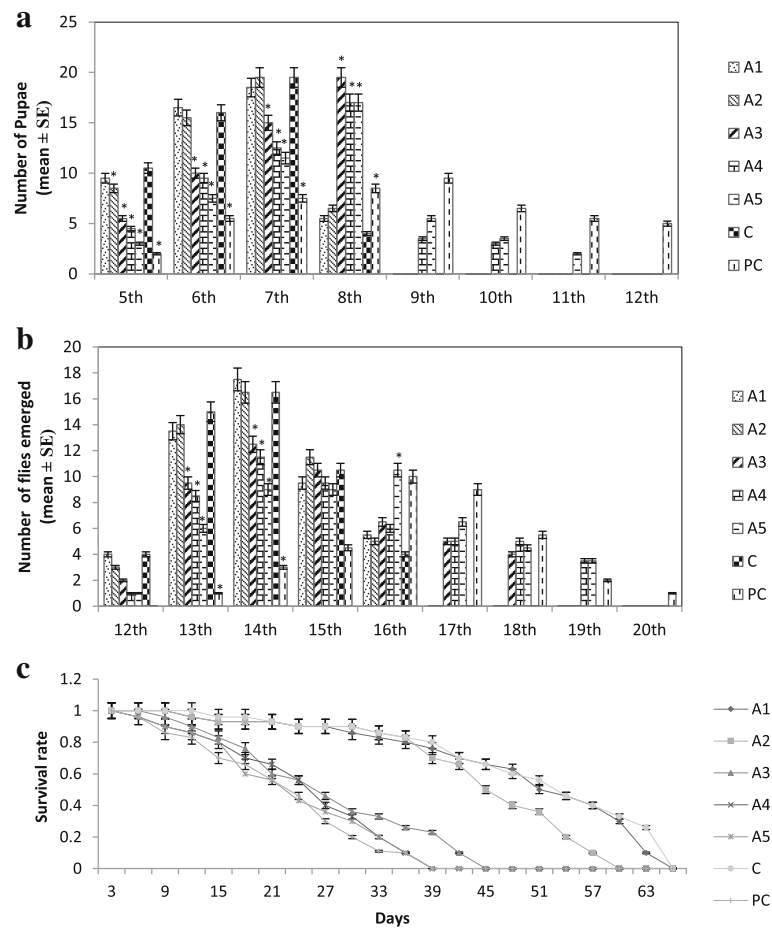 a
Number of Pupae
(mean ± SE)
25
20
15
10
5
0
* * * * *
* * * *
* * * *
* * * *
5th 6th 7th 8th 9th 10th 11th 12th
A1
A2
A3
A4
A5
C
PC
b
Number of flies emerged
(mean ± SE)
20
18
16
14
12
10
8
6
4
2
0
* * * *
* * * *
*
12th 13th 14th 15th 16th 17th 18th 19th 20th
A1
A2
A3
A4
A5
C
PC
c
Survival rate
1.2
1
0.8
0.6
0.4
0.2
0
3 9 15 21 27 33 39 45 51 57 63
Days
A1
A2
A3
A4
A5
C
PC